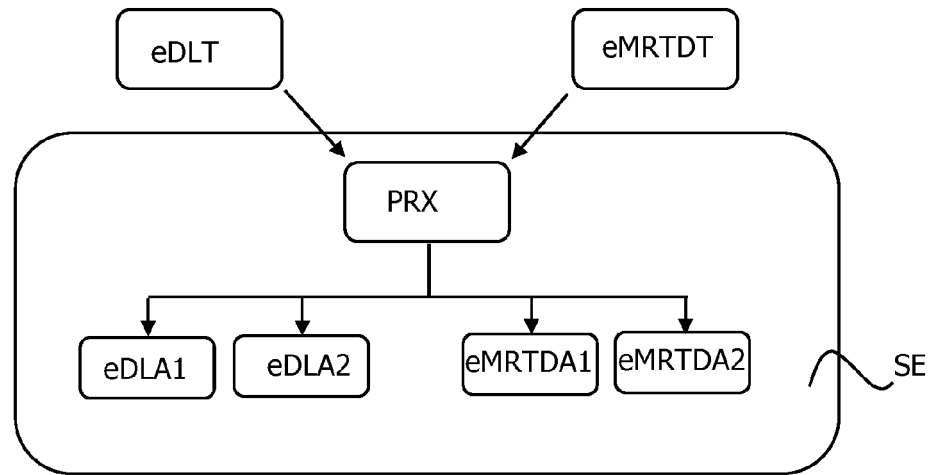 eDLT
eMRTDT
PRX
eDLA1
eDLA2
eMRTDA1
eMRTDA2
SE